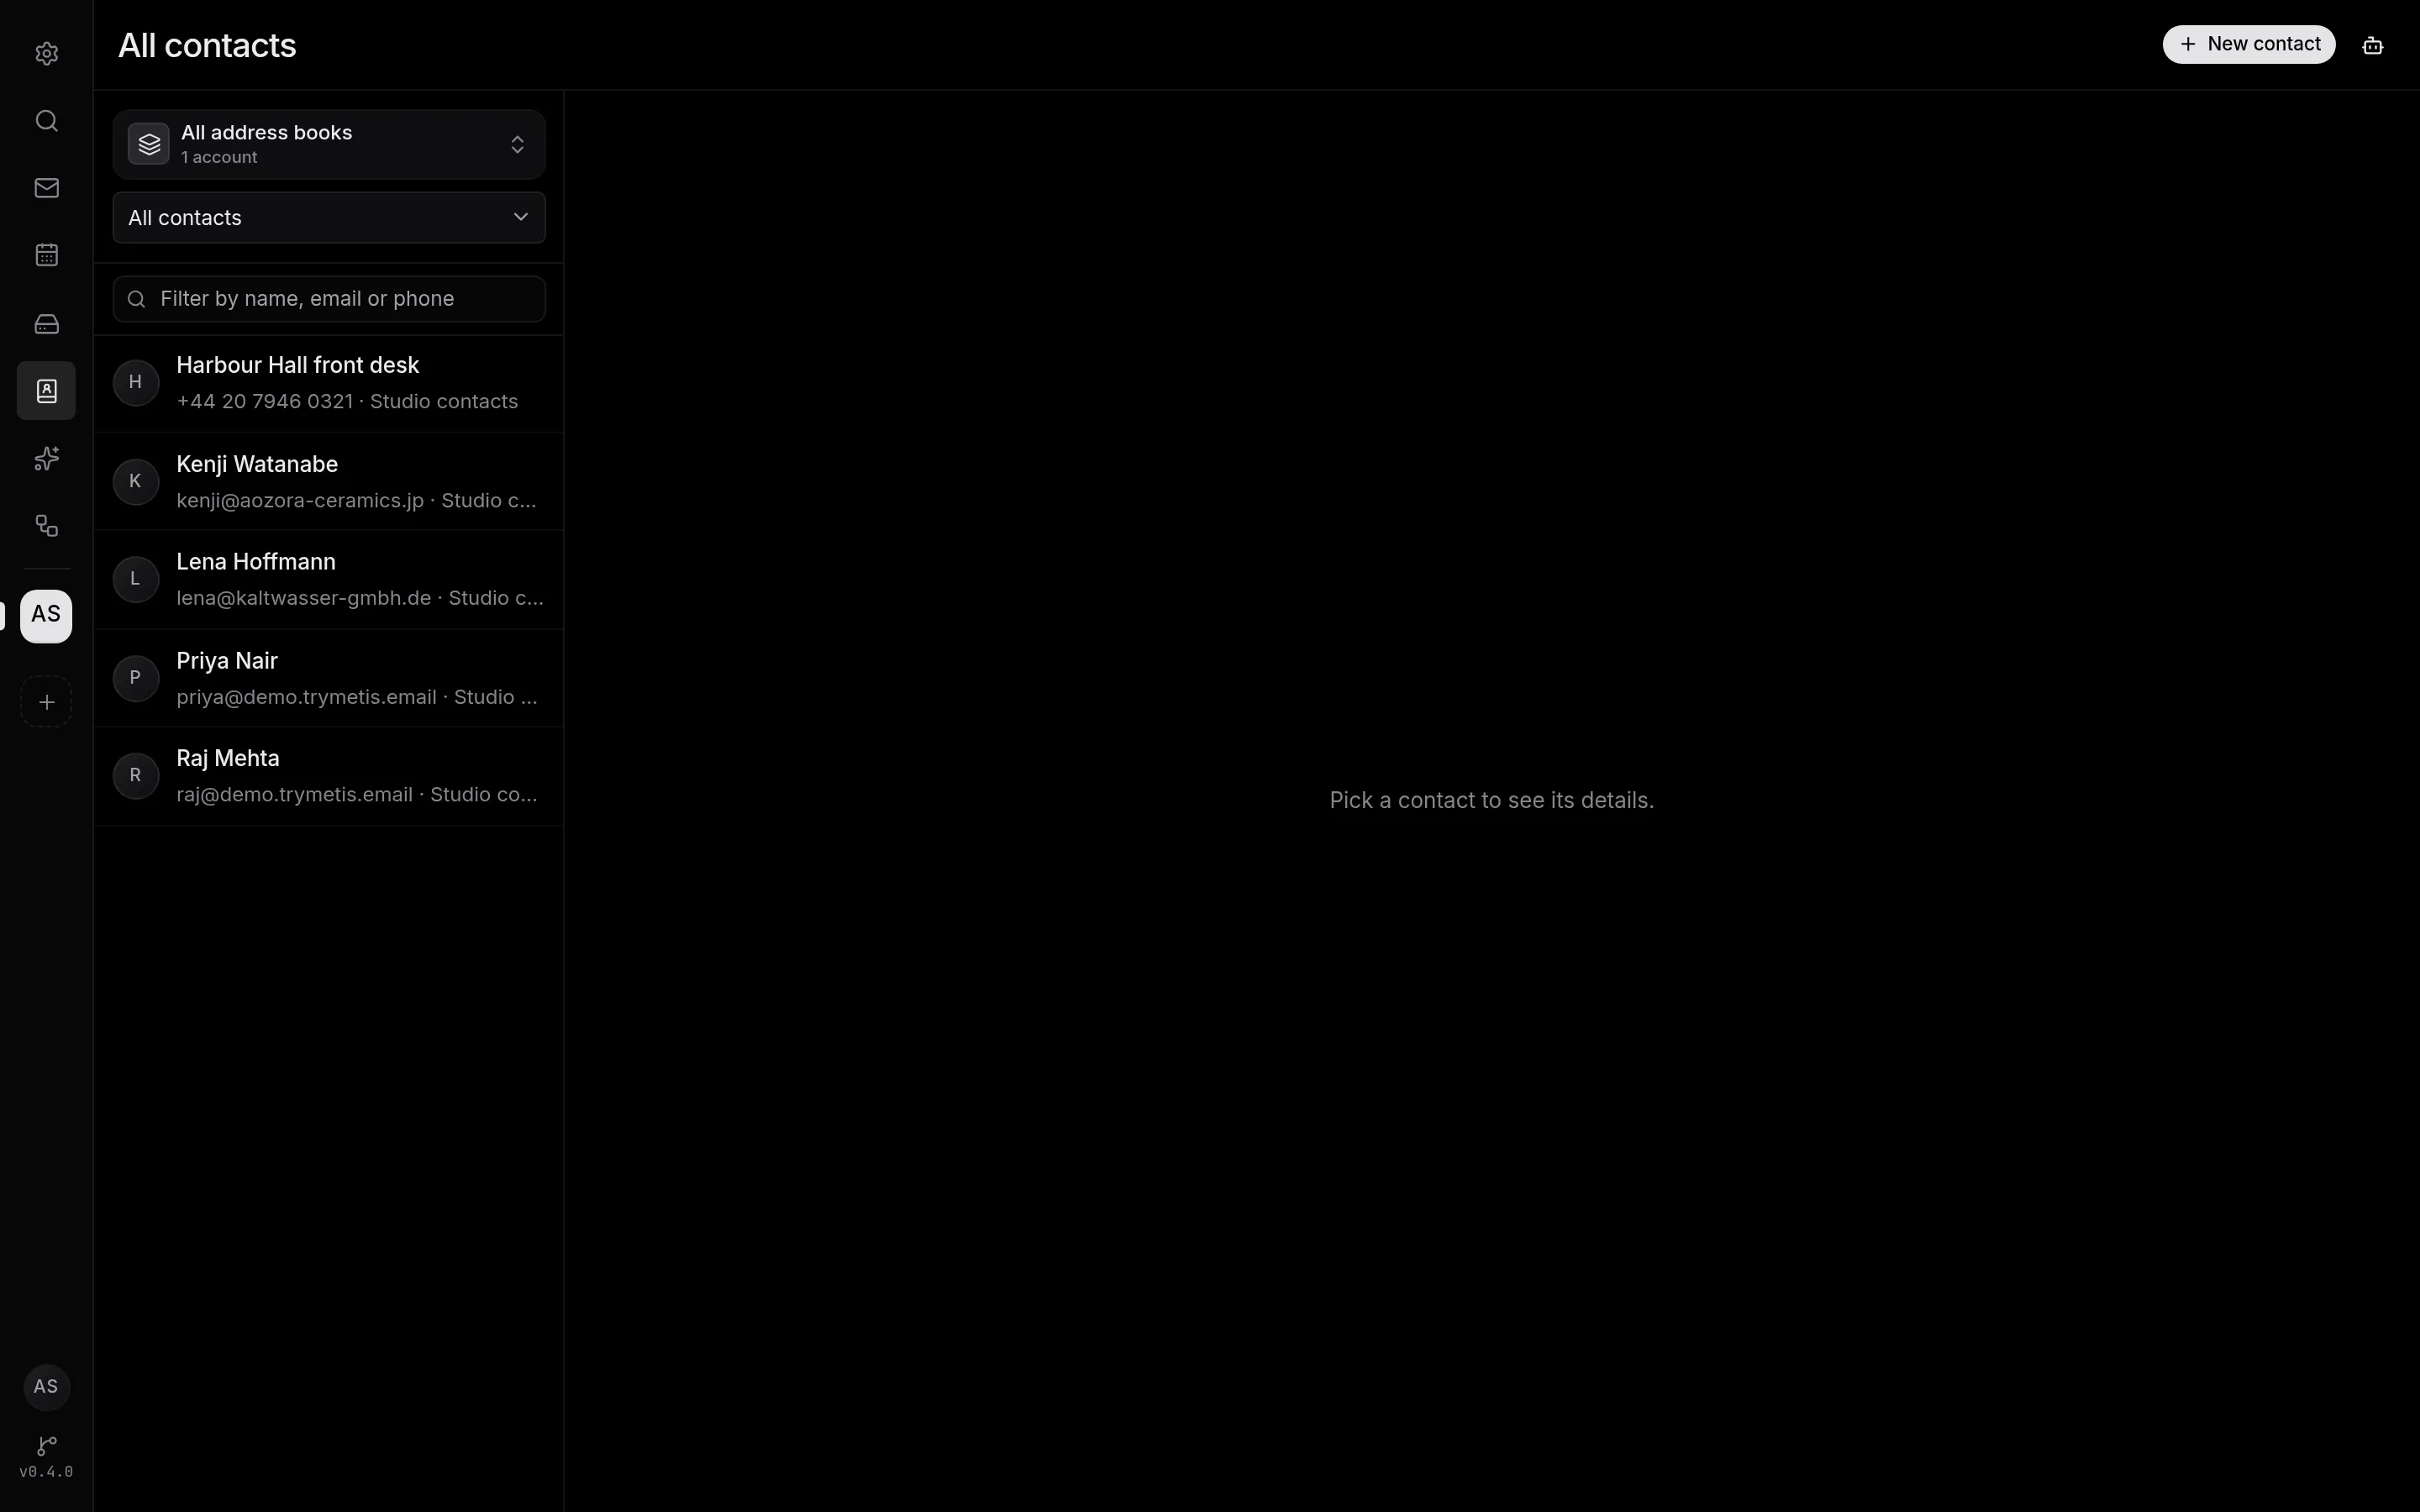 All contacts
New contact
All address books
1 account
All contacts
Filter by name, email or phone
H
Harbour Hall front desk
+44 20 7946 0321 · Studio contacts
K
Kenji Watanabe
kenji@aozora-ceramics.jp · Studio c...
L
Lena Hoffmann
lena@kaltwasser-gmbh.de · Studio c...
P
Priya Nair
priya@demo.trymetis.email · Studio ...
R
Raj Mehta
raj@demo.trymetis.email · Studio co...
Pick a contact to see its details.
AS
AS
v0.4.0